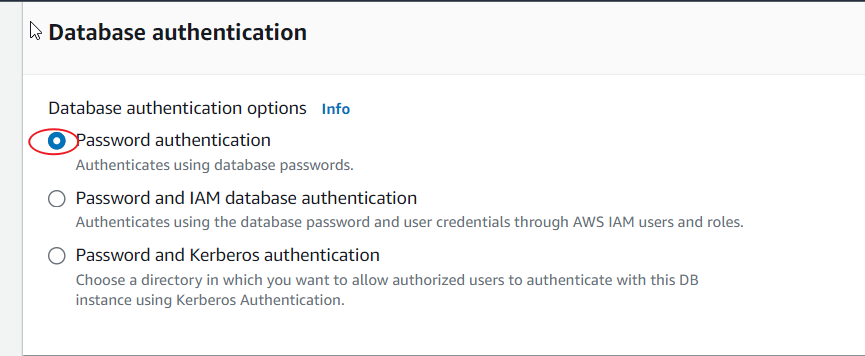 Database authentication
Database authentication options Info
Password authentication
Authenticates using database passwords.
Password and IAM database authentication
Authenticates using the database password and user credentials through AWS IAM users and roles.
Password and Kerberos authentication
Choose a directory in which you want to allow authorized users to authenticate with this DB
instance using Kerberos Authentication.